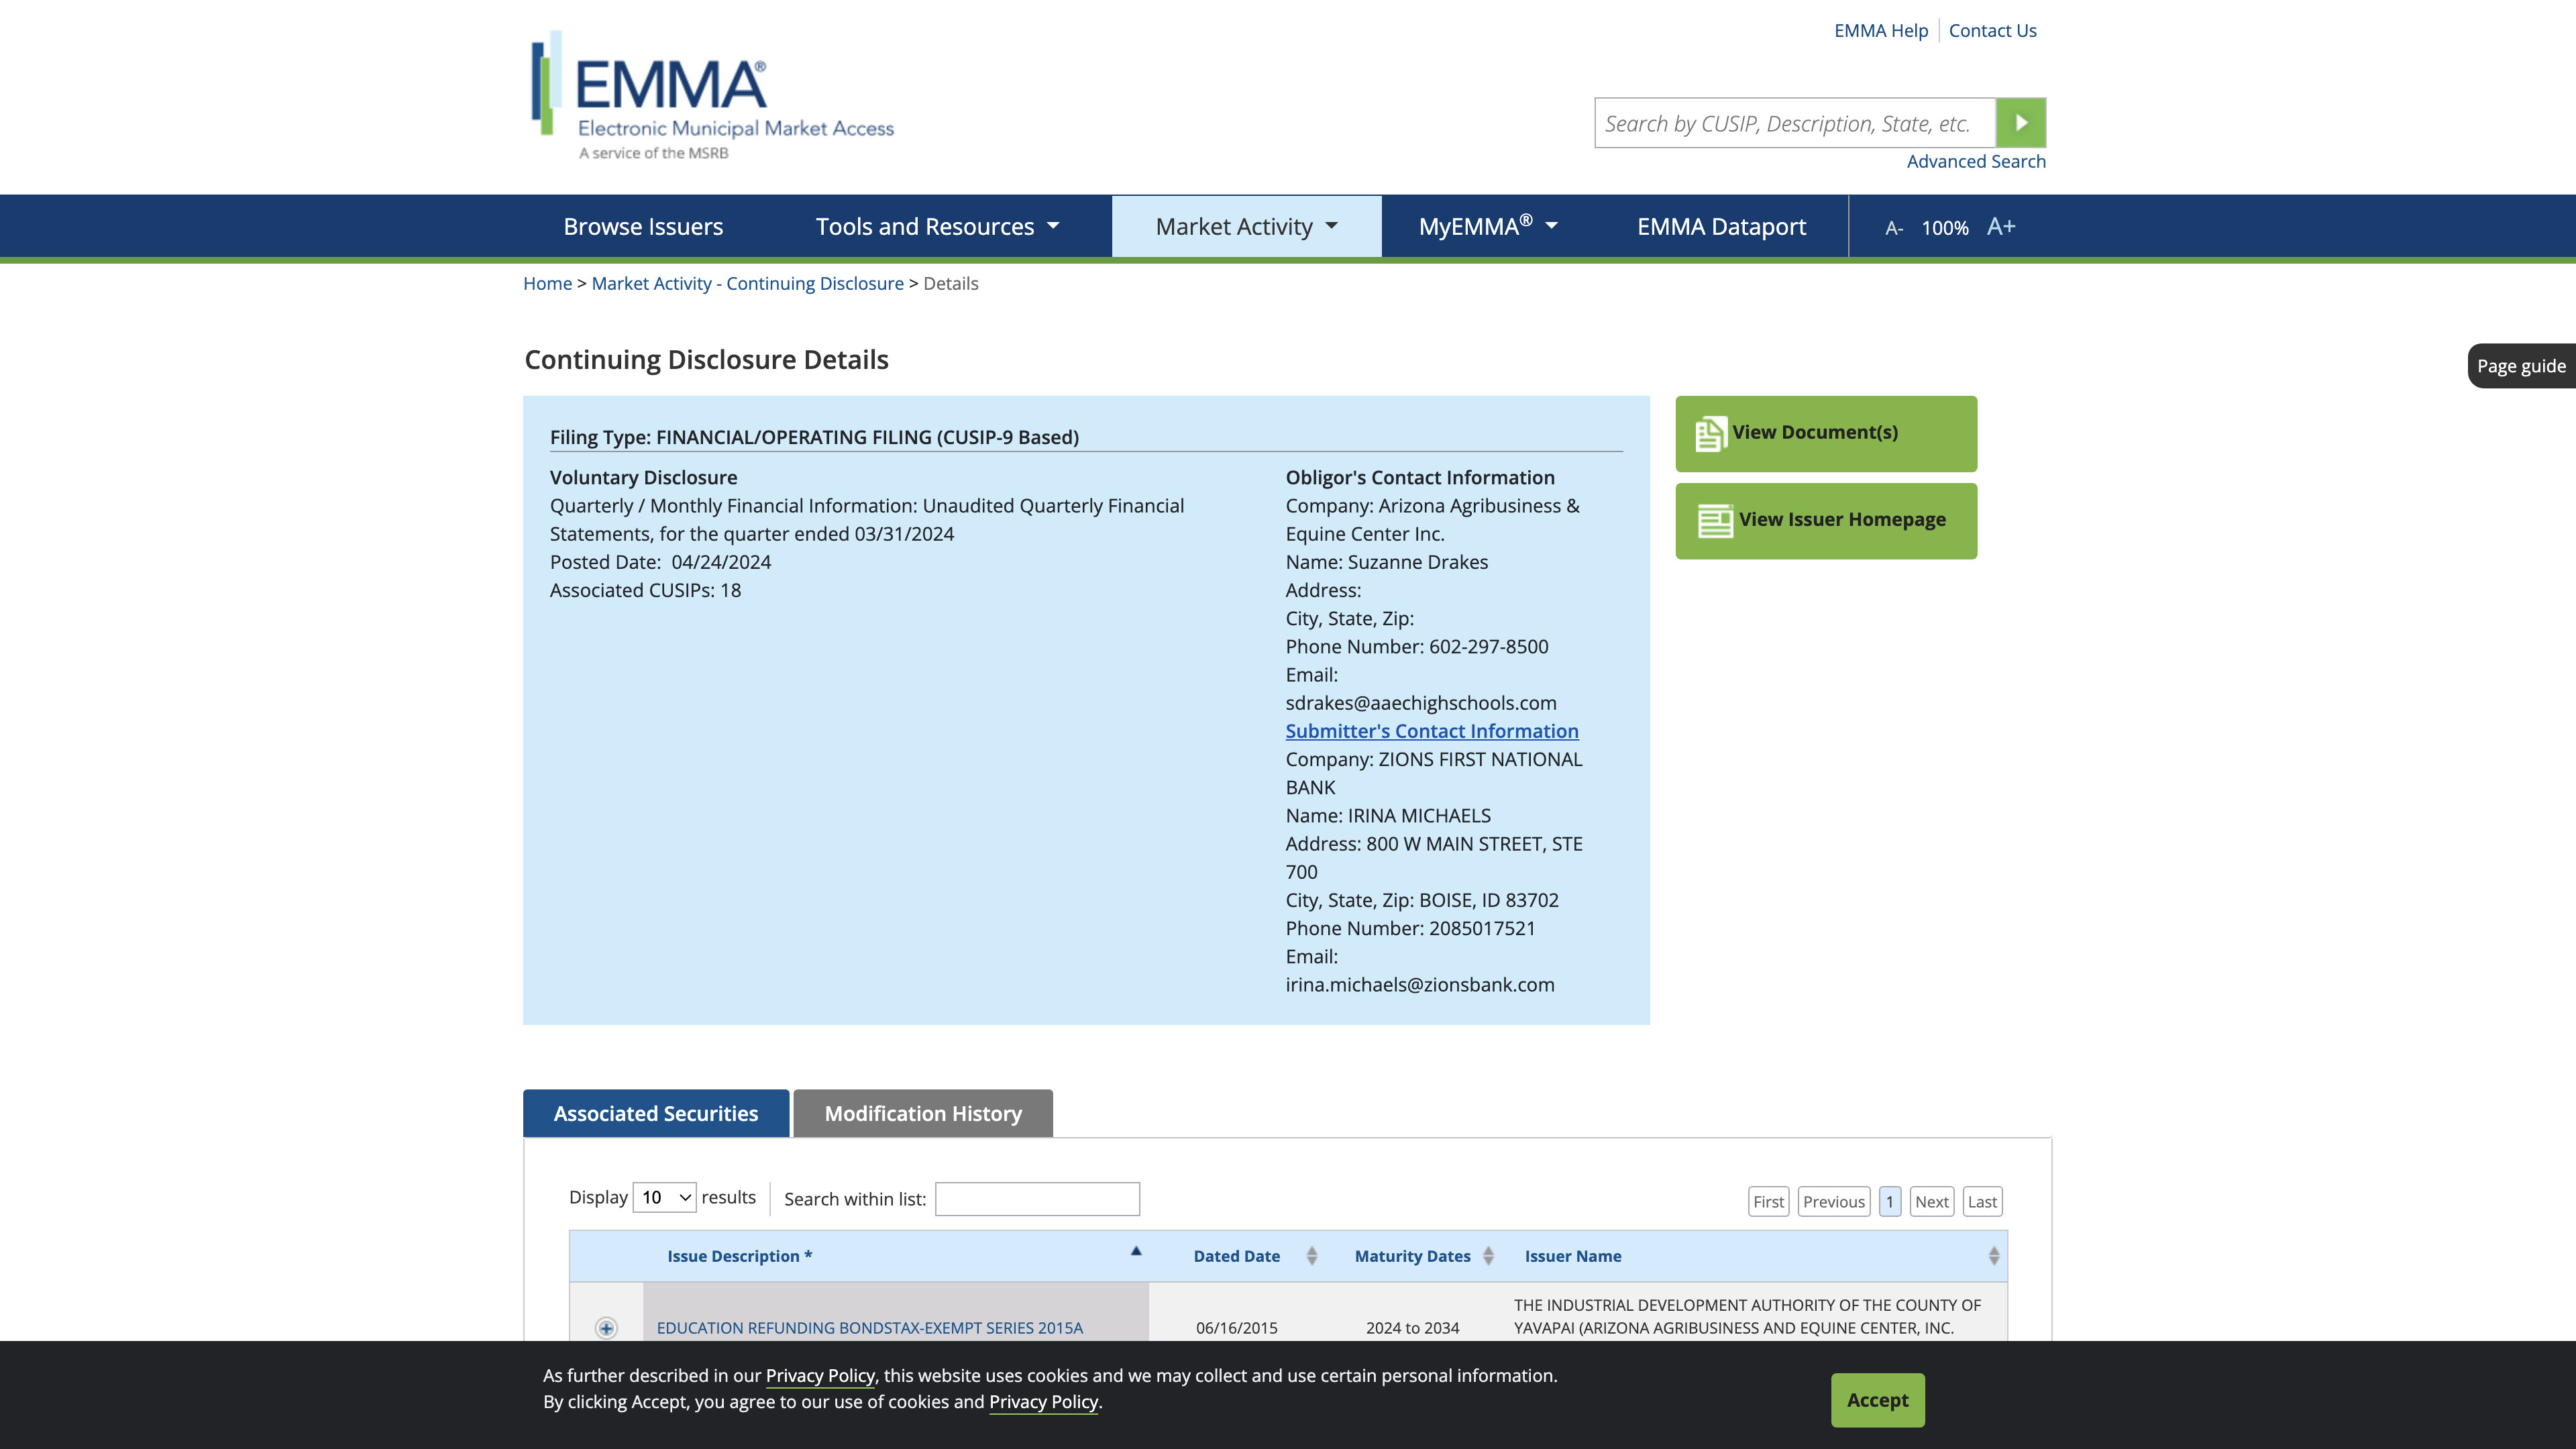 EMMA Help
Contact Us
EMMA®
Electronic Municipal Market Access
A service of the MSRB
Search by CUSIP, Description, State, etc.
Advanced Search
Browse Issuers
Tools and Resources
Market Activity
MyEMMA®
EMMA Dataport
A-
100%
A+
Home > Market Activity - Continuing Disclosure > Details
Continuing Disclosure Details
Page guide
Filing Type: FINANCIAL/OPERATING FILING (CUSIP-9 Based)
Voluntary Disclosure
Quarterly / Monthly Financial Information: Unaudited Quarterly Financial
Statements, for the quarter ended 03/31/2024
Posted Date: 04/24/2024
Associated CUSIPs: 18
Obligor's Contact Information
Company: Arizona Agribusiness &
Equine Center Inc.
Name: Suzanne Drakes
Address:
City, State, Zip:
Phone Number: 602-297-8500
Email:
sdrakes@aaechighschools.com
Submitter's Contact Information
Company: ZIONS FIRST NATIONAL
BANK
Name: IRINA MICHAELS
Address: 800 W MAIN STREET, STE
700
City, State, Zip: BOISE, ID 83702
Phone Number: 2085017521
Email:
irina.michaels@zionsbank.com
View Document(s)
View Issuer Homepage
Associated Securities
Modification History
Display 10 results
Search within list:
First
Previous
1
Next
Last
Issue Description *
Dated Date
Maturity Dates
Issuer Name
EDUCATION REFUNDING BONDSTAX-EXEMPT SERIES 2015A
06/16/2015
2024 to 2034
THE INDUSTRIAL DEVELOPMENT AUTHORITY OF THE COUNTY OF
YAVAPAI (ARIZONA AGRIBUSINESS AND EQUINE CENTER, INC.
As further described in our Privacy Policy, this website uses cookies and we may collect and use certain personal information.
By clicking Accept, you agree to our use of cookies and Privacy Policy.
Accept